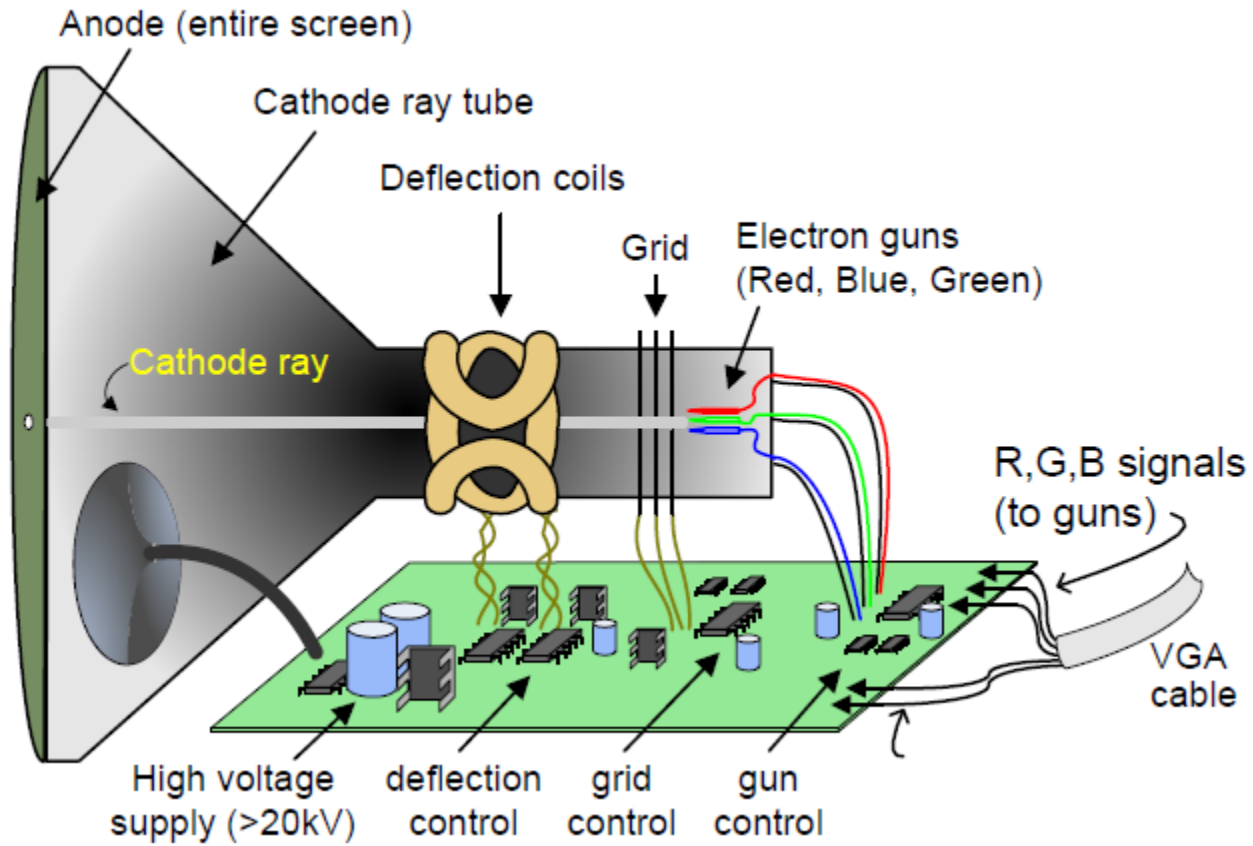 Anode (entire screen)
Cathode ray tube
Deflection coils
Grid
Electron guns
(Red, Blue, Green)
Cathode ray
R,G,B signals
(to guns)
VGA
cable
High voltage
supply (>20kV)
deflection
control
grid
control
gun
control